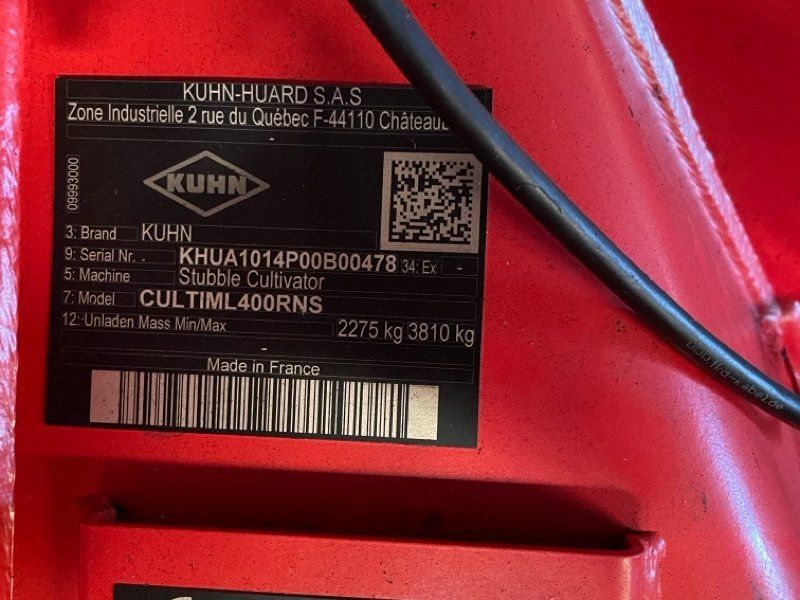 KUHN-HUARD S.A.S
Zone Industrielle 2 rue du Québec F-44110 Châteaub
-
09993000
KUHN
3: Brand KUHN
9: Serial Nr. - KHUA1014P00B00478 34: Ex -
5: Machine Stubble Cultivator
7: Model CULTIML400RNS
12: Unladen Mass Min/Max 2275 kg 3810 kg
-
Made in France